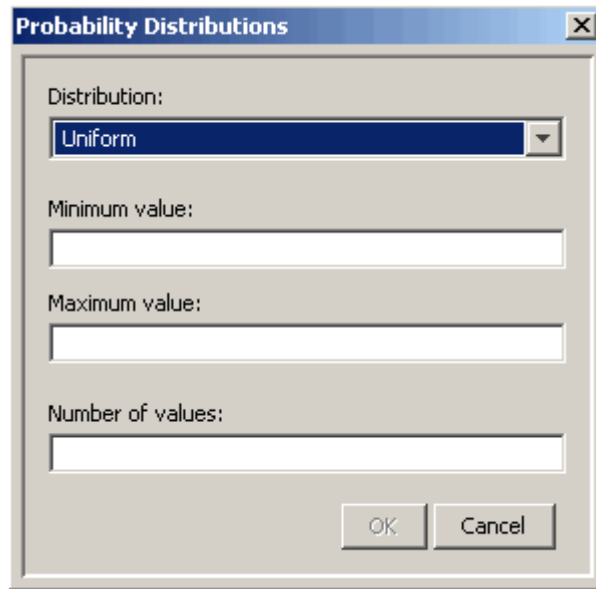 Probability Distributions
Distribution:
Uniform
Minimum value:
Maximum value:
Number of values:
OK Cancel